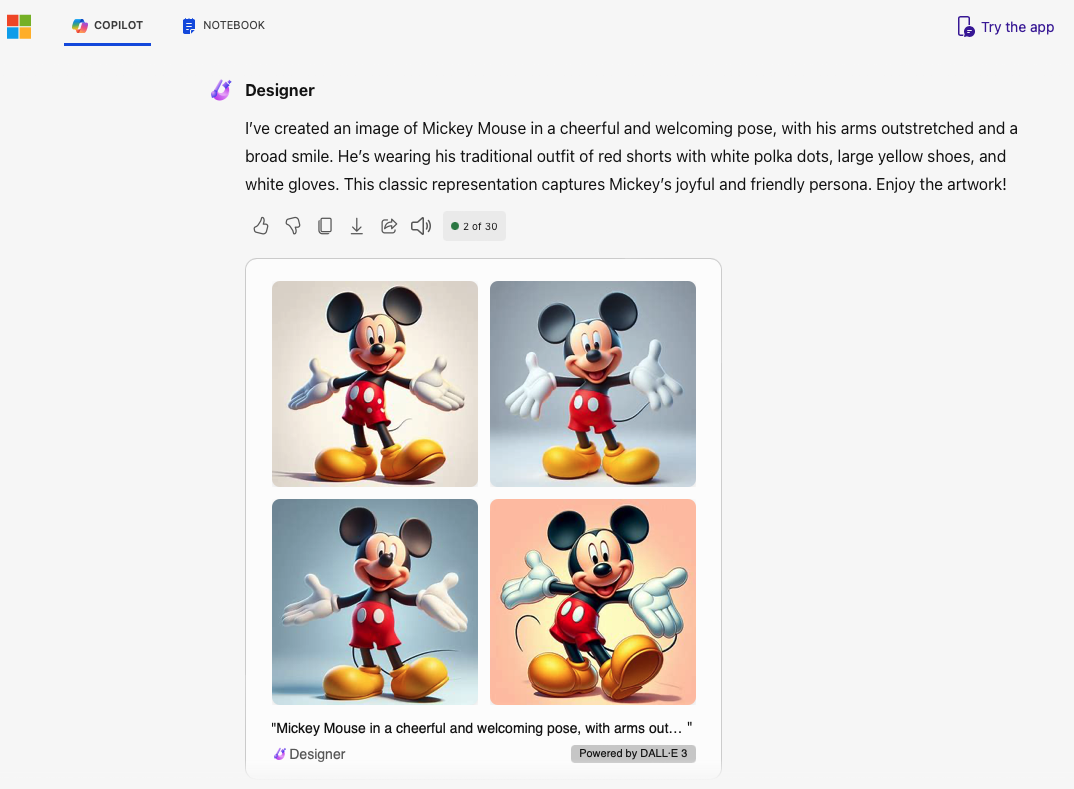 COPILOT
NOTEBOOK
Try the app
Designer
I’ve created an image of Mickey Mouse in a cheerful and welcoming pose, with his arms outstretched and a
broad smile. He’s wearing his traditional outfit of red shorts with white polka dots, large yellow shoes, and
white gloves. This classic representation captures Mickey’s joyful and friendly persona. Enjoy the artwork!
2 of 30
"Mickey Mouse in a cheerful and welcoming pose, with arms out... "
Designer
Powered by DALL·E 3